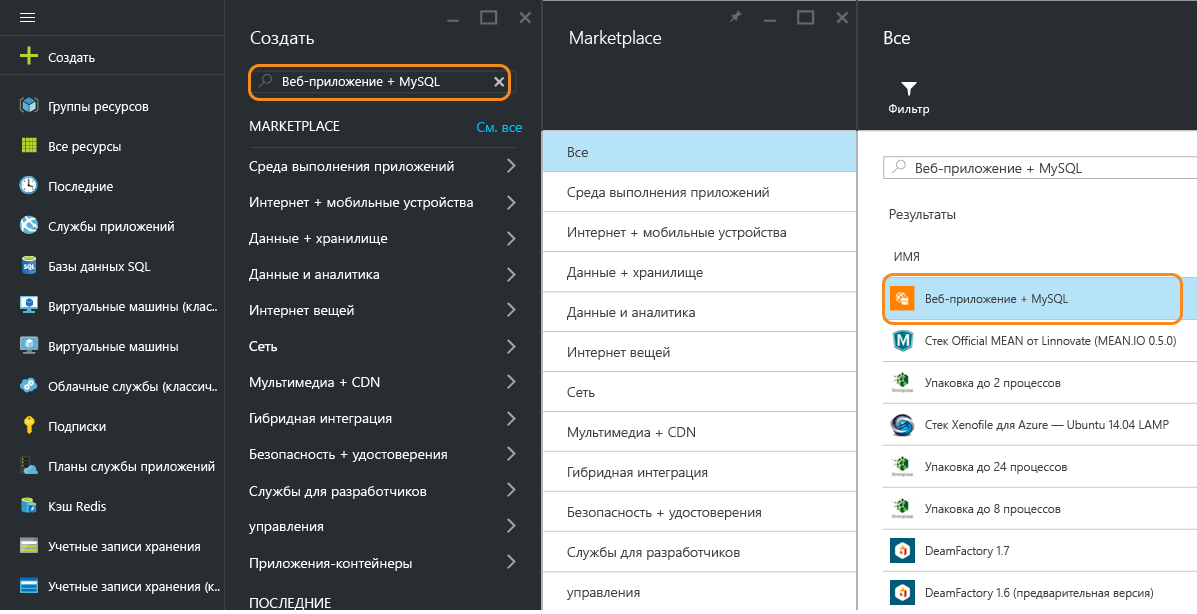 Создать
Группы ресурсов
Все ресурсы
Последние
Службы приложений
Базы данных SQL
Виртуальные машины (клас..
Виртуальные машины
Облачные службы (классич..
Подписки
Планы службы приложений
Кэш Redis
Учетные записи хранения
Учетные записи хранения (к..
Создать
Веб-приложение + MySQL
MARKETPLACE
См. все
Среда выполнения приложений
Интернет + мобильные устройства
Данные + хранилище
Данные и аналитика
Интернет вещей
Сеть
Мультимедиа + CDN
Гибридная интеграция
Безопасность + удостоверения
Службы для разработчиков
управления
Приложения-контейнеры
ПОСЛЕДНИЕ
Marketplace
Все
Среда выполнения приложений
Интернет + мобильные устройства
Данные + хранилище
Данные и аналитика
Интернет вещей
Сеть
Мультимедиа + CDN
Гибридная интеграция
Безопасность + удостоверения
Службы для разработчиков
управления
Все
Фильтр
Веб-приложение + MySQL
Результаты
ИМЯ
Веб-приложение + MySQL
Стек Official MEAN от Linnovate (MEAN.IO 0.5.0)
Упаковка до 2 процессов
Стек Xenofile для Azure — Ubuntu 14.04 LAMP
Упаковка до 24 процессов
Упаковка до 8 процессов
DeamFactory 1.7
DeamFactory 1.6 (предварительная версия)